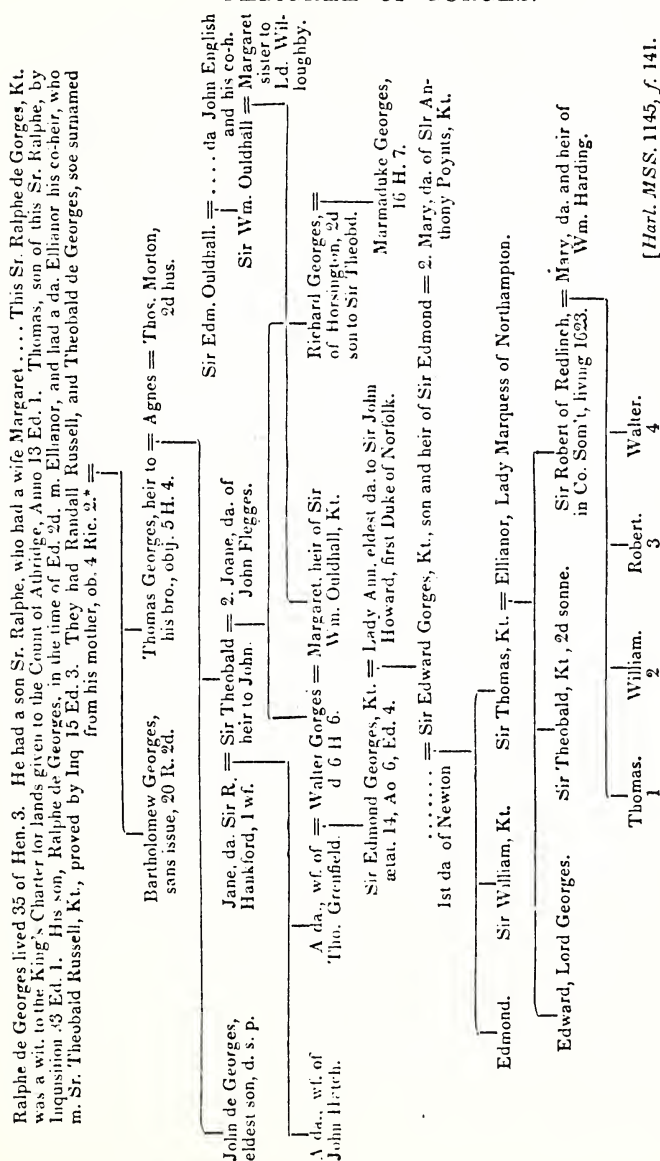 PEDIGREE OF GORGES.
Ralphe de Georges lived 35 of Hen. 3. He had a son Sr. Ralphe, who had a wife Margaret .... This Sr. Ralphe de Gorges, Kt.
was a wit. to the King's Charter for lands given to the Count of Athridge, Anno 13 Ed. 1. Thomas, son of this Sr. Ralphe, by
Inquisition 33 Ed. 1. His son, Ralphe de Georges, in the time of Ed. 2d. m. Ellianor, and had a da. Ellianor his co-heir, who
m. Sr. Theobald Russell, Kt., proved by Inq 15 Ed. 3. They had Randall Russell, and Theobald de Georges, soe surnamed
from his mother, ob. 4 Ric. 2.* =
Bartholomew Georges,
sans issue, 20 R. 2d.
Thomas Georges, heir to = Agnes = Thos. Morton,
his bro., obij. 5 H. 4.
2d hus.
John de Georges,
eldest son, d. s. p.
Jane, da. Sir R. = Sir Theobald = 2. Joane, da. of
Hankford, 1 wf.
heir to John.
John Flegges.
Sir Edm. Ouldhall. = .... da John English
and his co-h.
Sir Wm. Ouldhall = Margaret
sister to
Ld. Wil-
loughby.
A da., wf. of
John Hatch.
A da., wf. of
Tho. Grenfield.
= Walter Gorges = Margaret, heir of Sir
d 6 H 6.
Wm. Ouldhall, Kt.
Richard Georges, =
of Horsington, 2d
son to Sir Theobd.
Sir Edmond Georges, Kt. = Lady Ann, eldest da. to Sir John
ætat. 14, Ao 6, Ed. 4.
Howard, first Duke of Norfolk.
Marmaduke Georges,
16 H. 7.
........ = Sir Edward Gorges, Kt., son and heir of Sir Edmond = 2. Mary, da. of Sir An-
1st da of Newton
thony Poynts, Kt.
Edmond.
Sir William, Kt.
Sir Thomas, Kt. = Ellianor, Lady Marquess of Northampton.
Edward, Lord Georges.
Sir Theobald, Kt, 2d sonne.
Sir Robert of Redlinch, = Mary, da. and heir of
in Co. Som't, living 1623.
Wm. Harding.
Thomas.
William.
Robert.
Walter.
1
2
3
4
[Harl. MSS. 1145, f. 141.